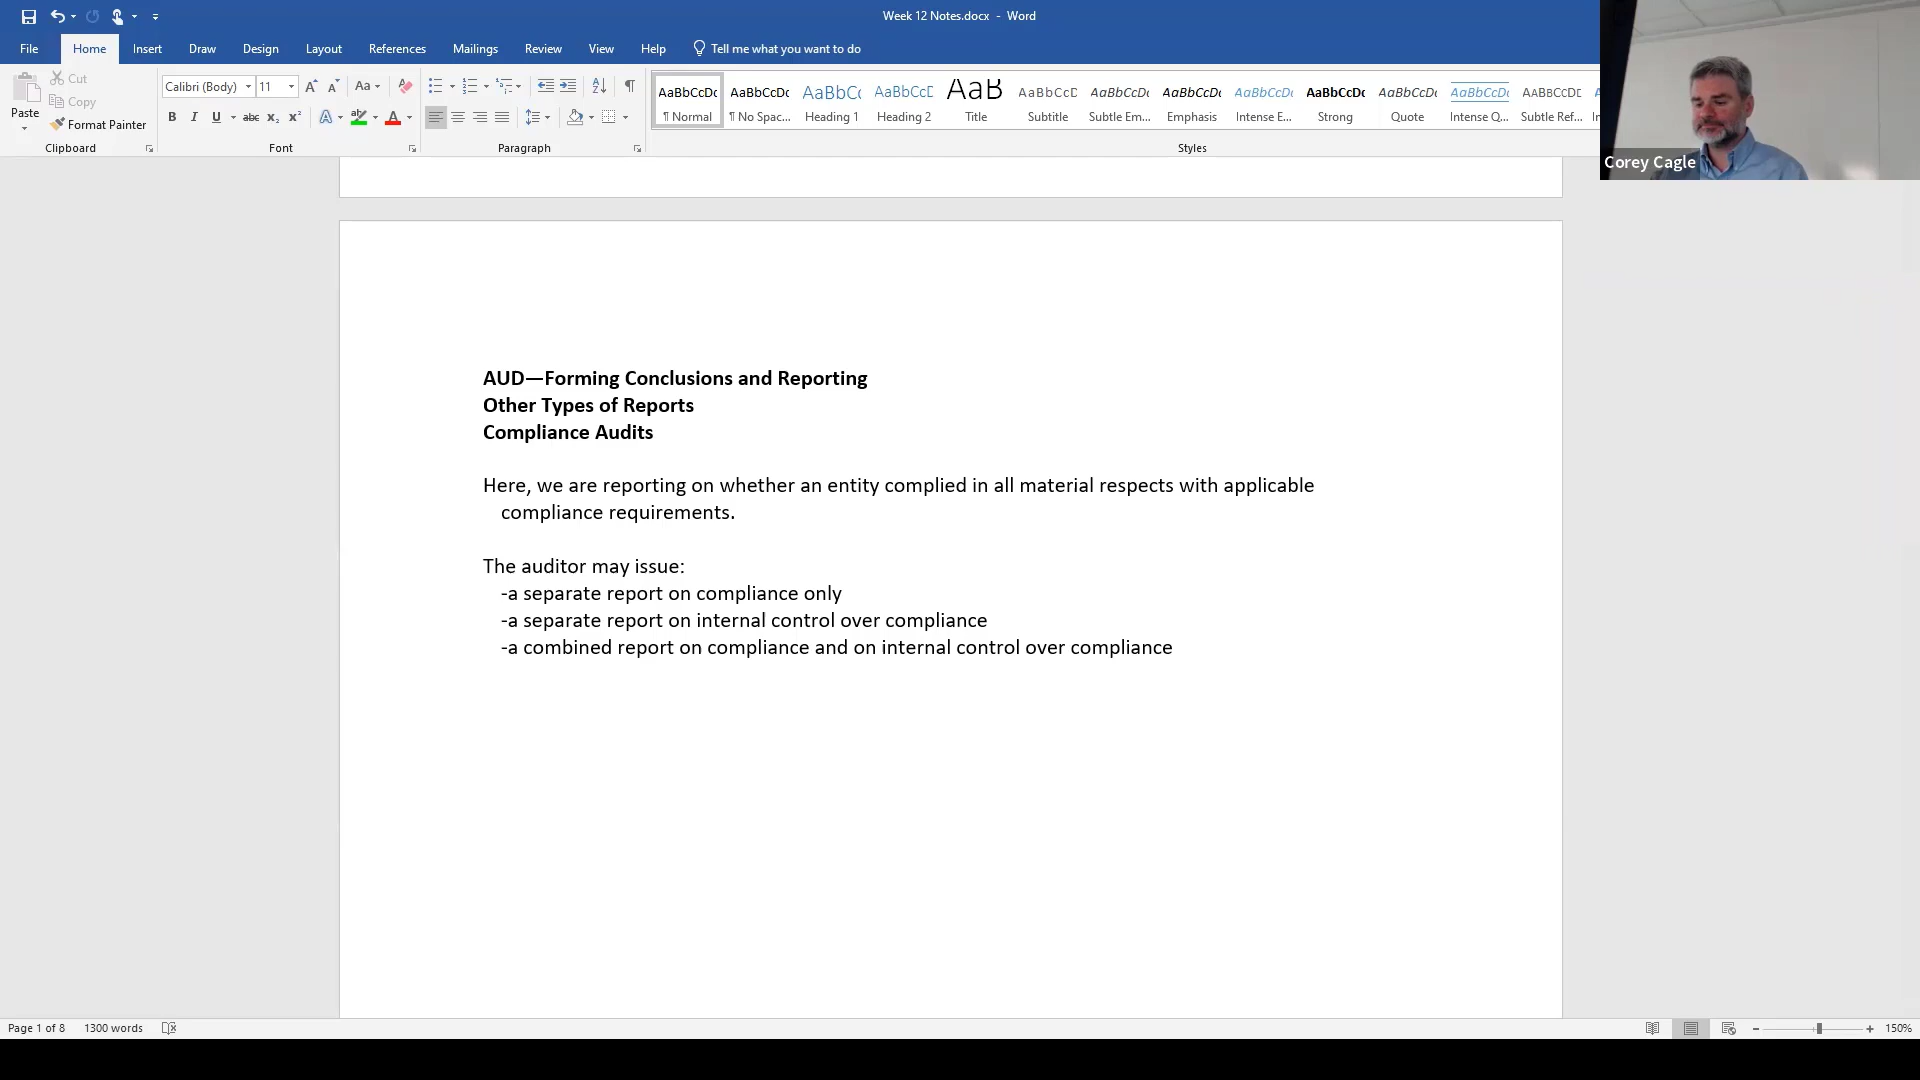 Week 12 Notes.docx - Word
File Home Insert Draw Design Layout References Mailings Review View Help Tell me what you want to do
Cut
Copy
Paste
Format Painter
Clipboard
Calibri (Body) 11
Font
Paragraph
AaBbCcDc AaBbCcDc AaBbCc AaBbCcE AaB AaBbCcD AaBbCcDc AaBbCcDc AaBbCcDc AaBbCcDc AaBbCcDc AaBbCcDc AABBCCDE
¶ Normal ¶ No Spac... Heading 1 Heading 2 Title Subtitle Subtle Em... Emphasis Intense E... Strong Quote Intense Q... Subtle Ref...
Styles
Corey Cagle
AUD—Forming Conclusions and Reporting
Other Types of Reports
Compliance Audits
Here, we are reporting on whether an entity complied in all material respects with applicable
compliance requirements.
The auditor may issue:
-a separate report on compliance only
-a separate report on internal control over compliance
-a combined report on compliance and on internal control over compliance
Page 1 of 8 1300 words
150%